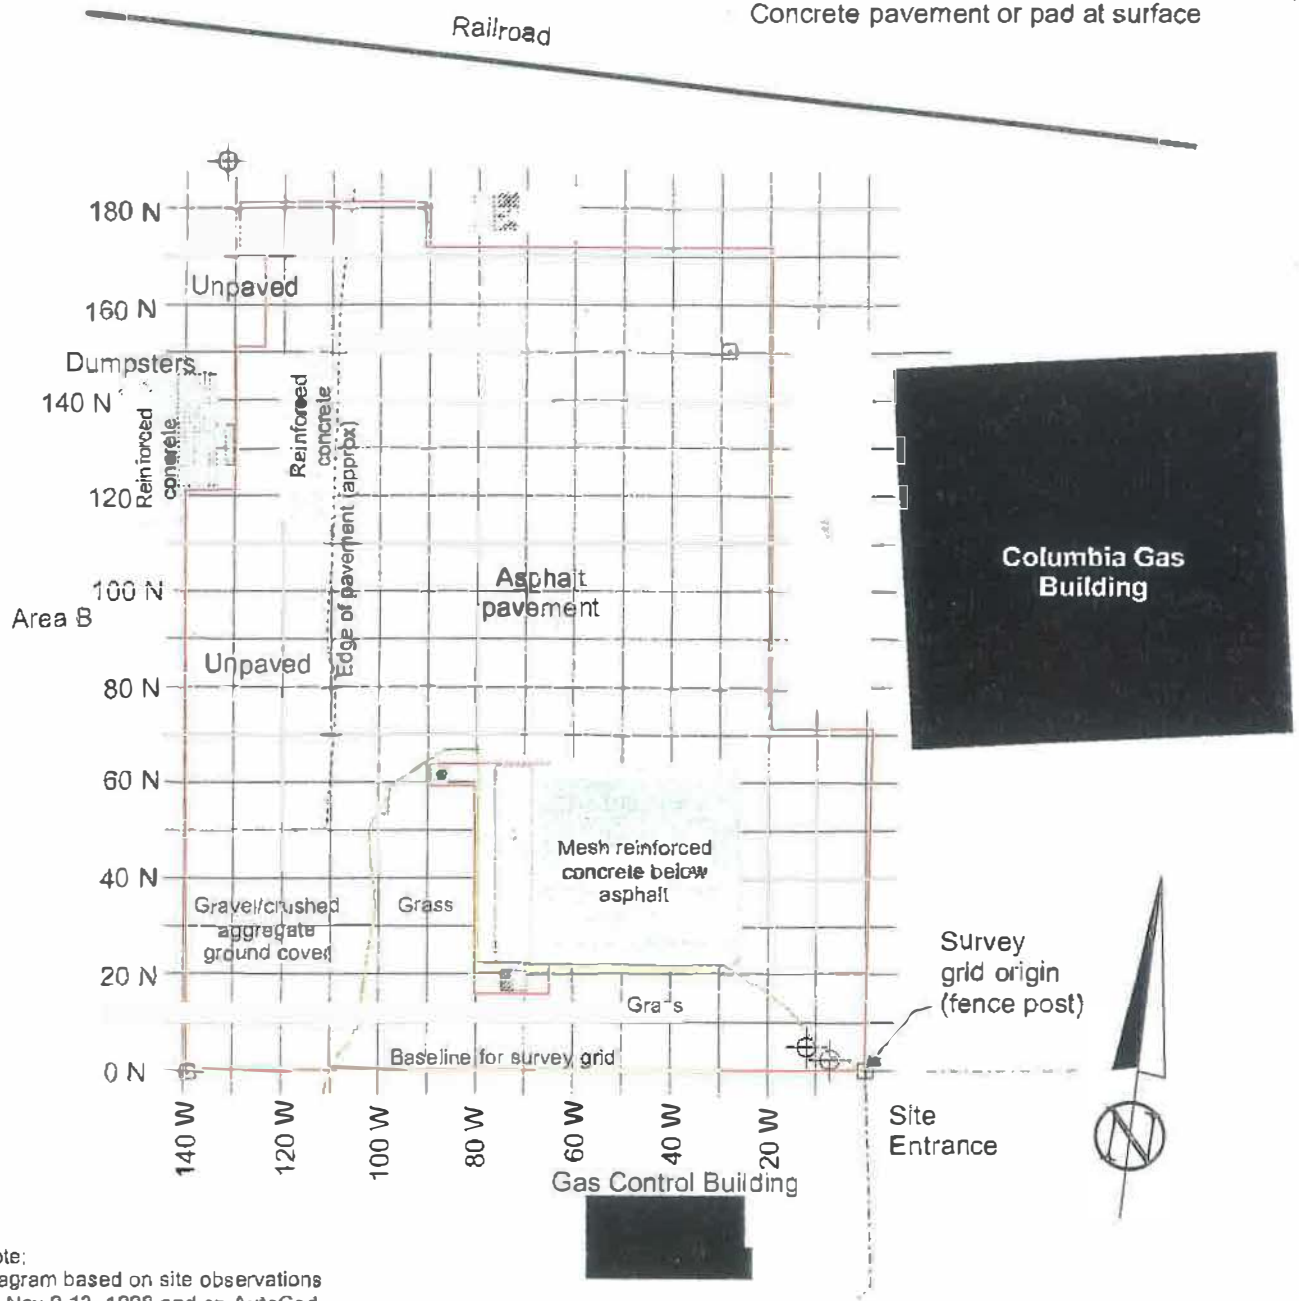 Concrete pavement or pad at surface
Railroad
180 N
Unpaved
160 N
Dumpsters
140 N
Reinforced
concrete
Reinforced
concrete
Edge of pavement (approx)
120
100 N
Asphalt
pavement
Columbia Gas
Building
Area B
Unpaved
80 N
60 N
Mesh reinforced
concrete below
asphalt
40 N
Gravel/crushed
aggregate
ground cover
Grass
Survey
grid origin
(fence post)
20 N
Baseline for survey grid
0 N
140 W
120 W
100 W
80 W
60 W
40 W
20 W
Site
Entrance
N
Gas Control Building
ote;
agram based on site observations